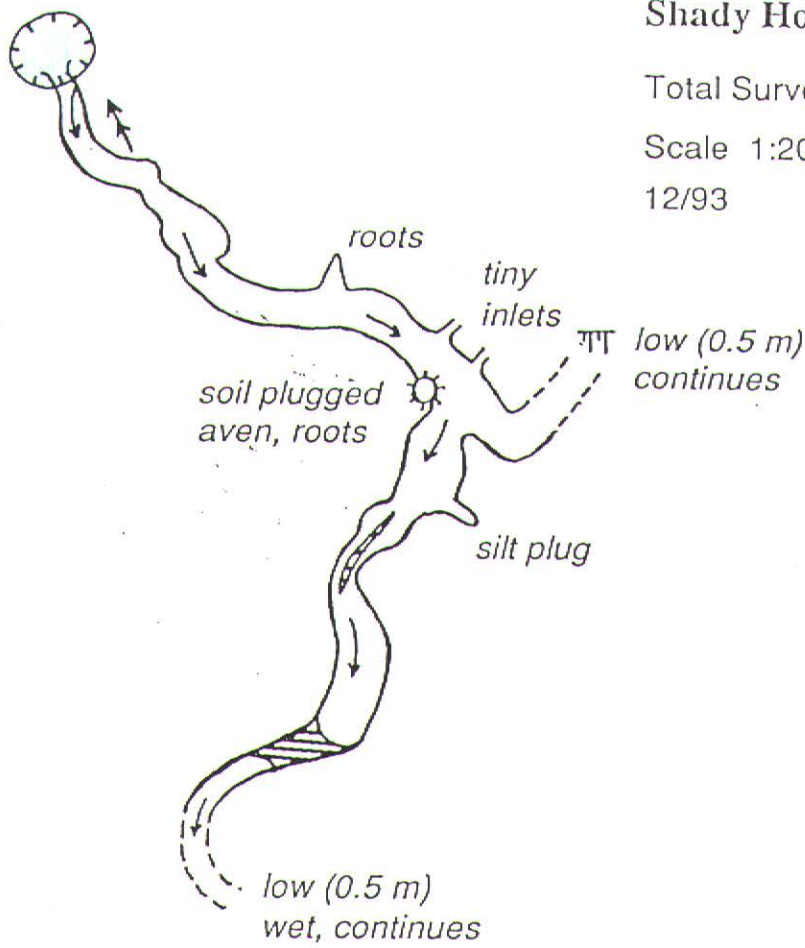 Shady Ho
Total Surve
Scale 1:20
12/93
roots
tiny
inlets
low (0.5 m)
continues
soil plugged
aven, roots
silt plug
low (0.5 m)
wet, continues